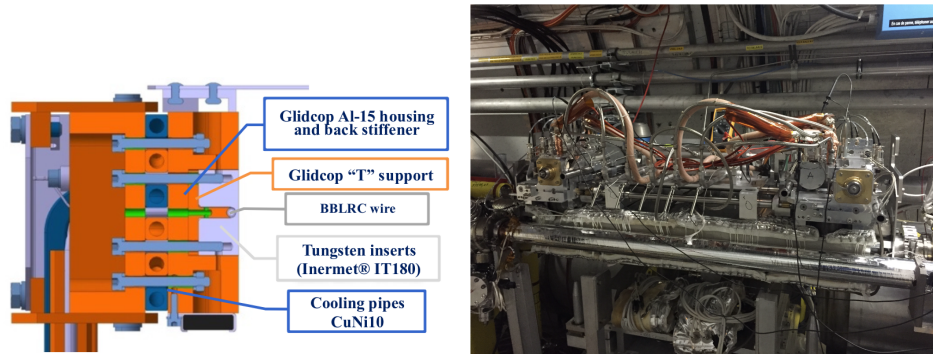 Glidcop Al-15 housing
and back stiffener
Glidcop “T” support
BBLRC wire
Tungsten inserts
(Inermet® IT180)
Cooling pipes
CuNi10